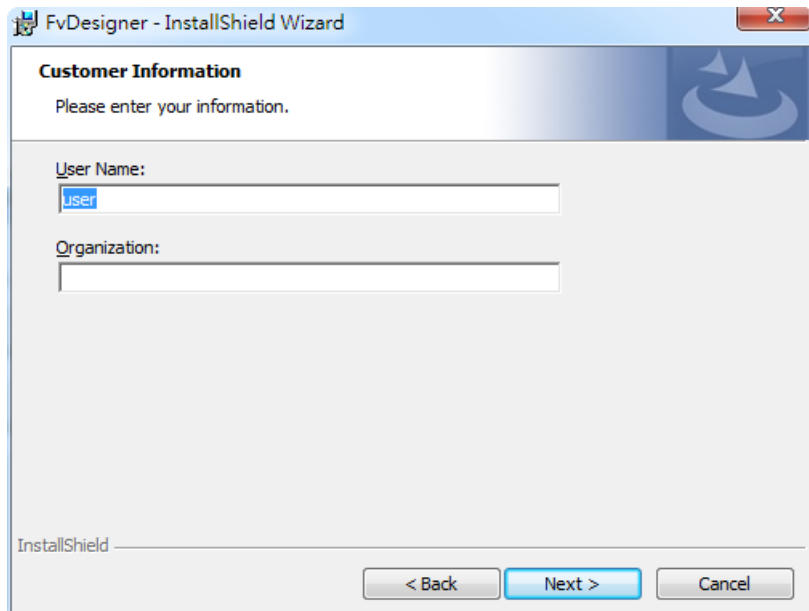 FvDesigner - InstallShield Wizard
X
Customer Information
Please enter your information.
User Name:
user
Organization:
InstallShield
< Back
Next >
Cancel